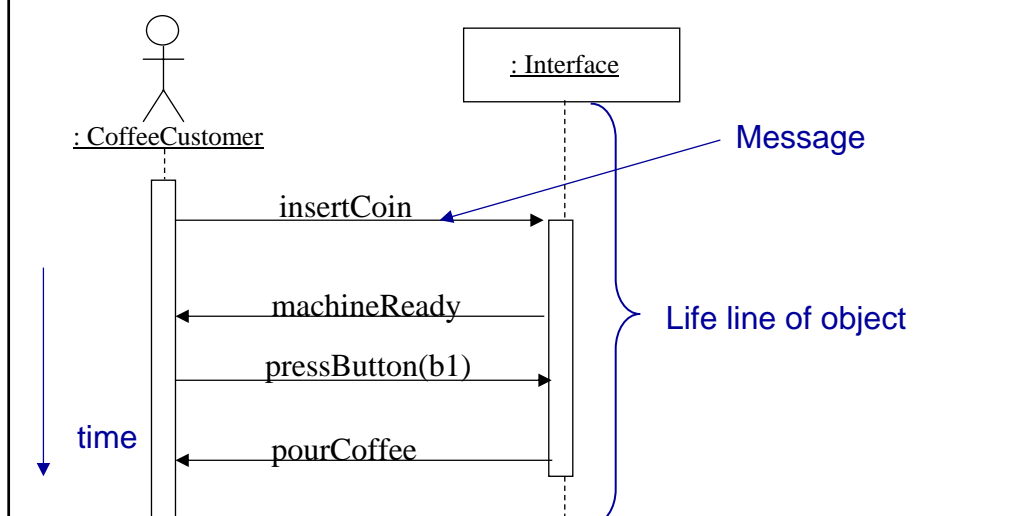 : Interface
: CoffeeCustomer
Message
insertCoin
machineReady
Life line of object
pressButton(b1)
time
pourCoffee